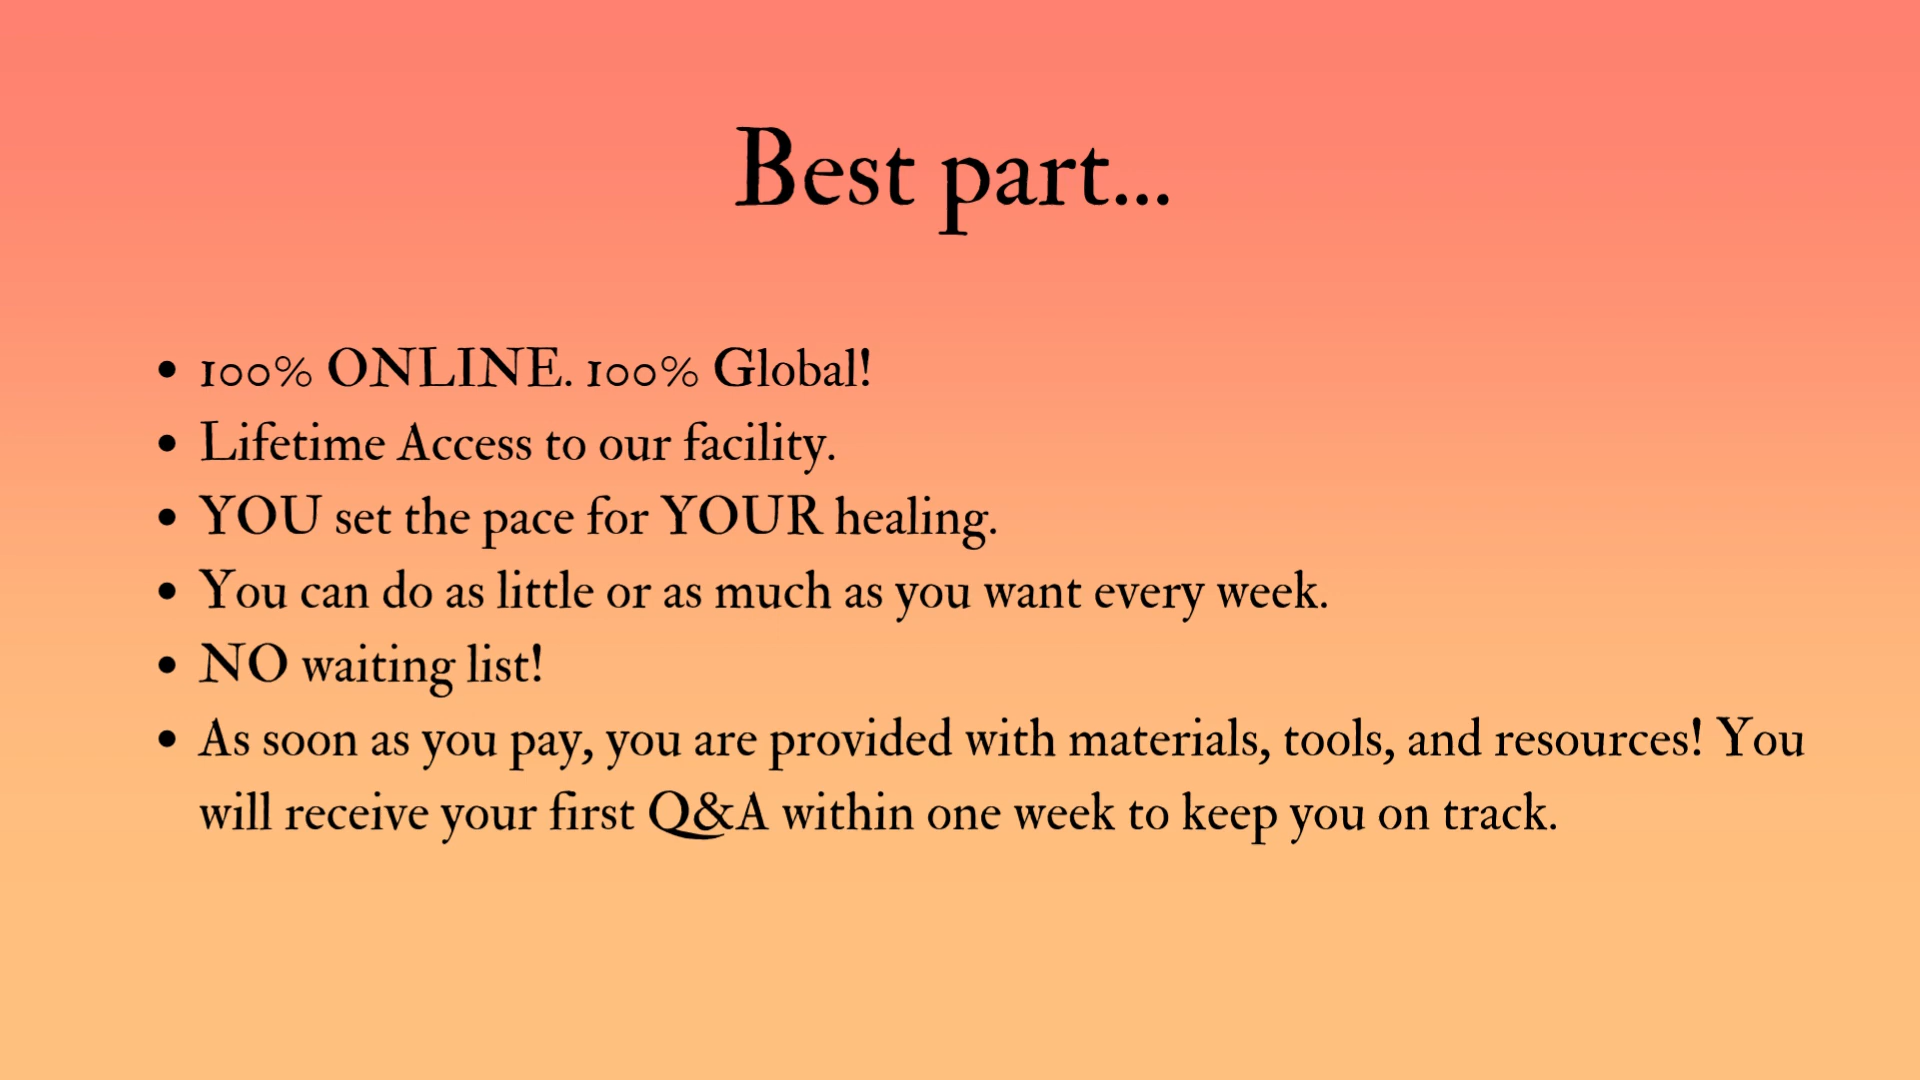 Best part...
• 100% ONLINE. 100% Global!
• Lifetime Access to our facility.
• YOU set the pace for YOUR healing.
• You can do as little or as much as you want every week.
• NO waiting list!
• As soon as you pay, you are provided with materials, tools, and resources! You
will receive your first Q&A within one week to keep you on track.